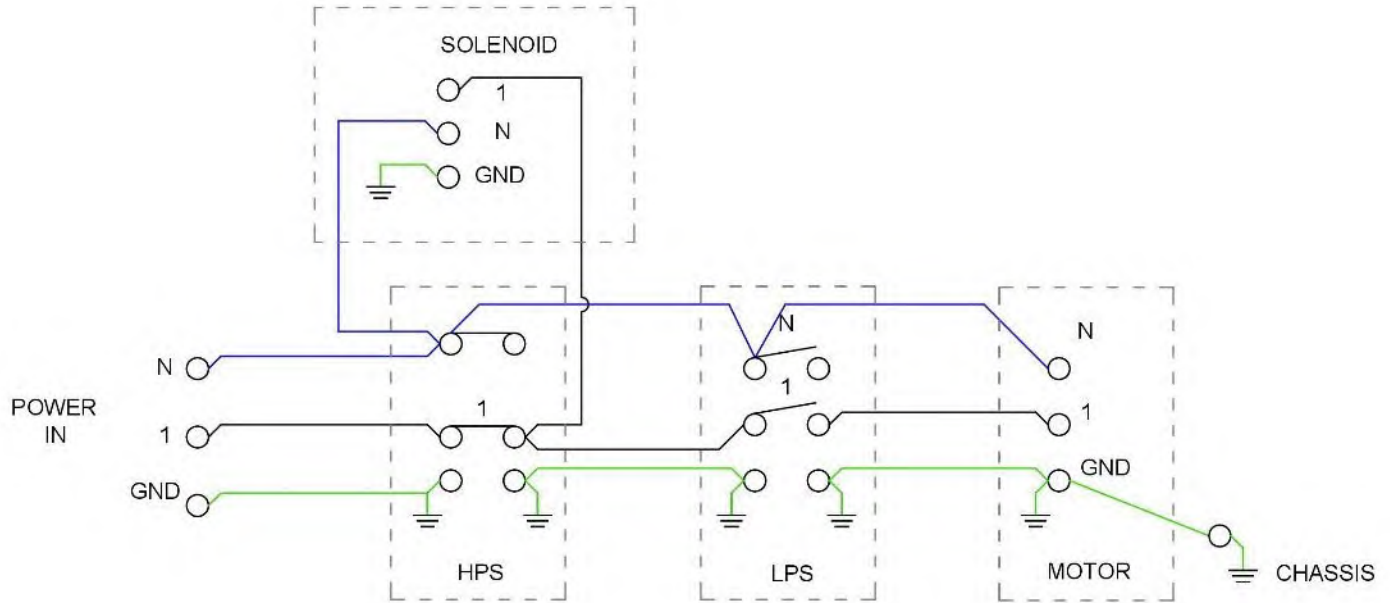 SOLENOID
1
N
GND
N
N
N
POWER
IN
1
1
1
1
GND
GND
HPS
LPS
MOTOR
CHASSIS